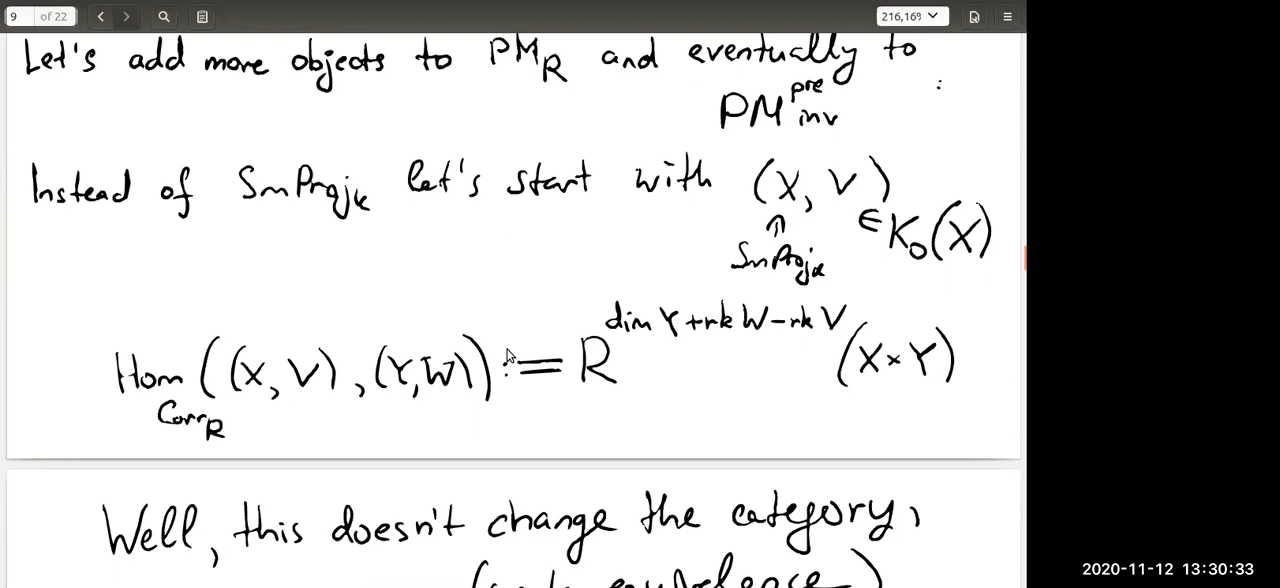 9 of 22 216,16%
Let's add more objects to PM_R and eventually to
PM^pre_inv :
Instead of SmProj_k let's start with (X, V)
∈ K_0(X)
SmProj_k
Hom_{Corr_R} ((X, V), (Y, W)) := R^{dim Y + rk W - rk V} (X × Y)
Well, this doesn't change the category,
2020-11-12 13:30:33